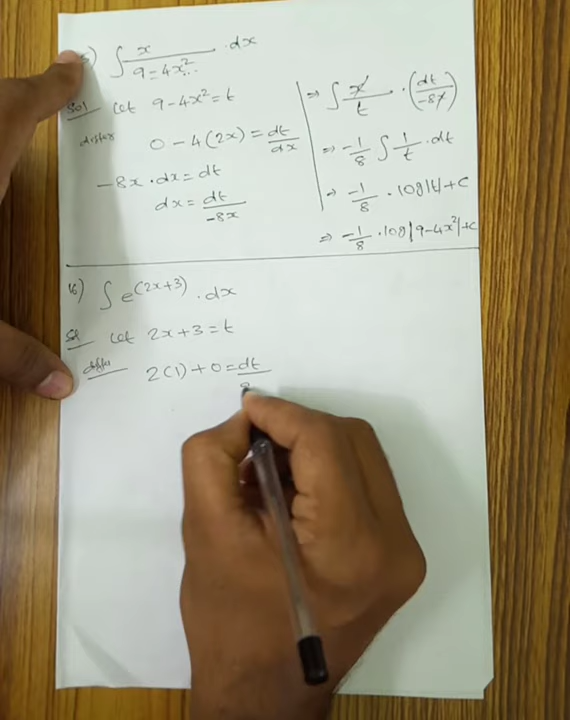 5) ∫ x/(9-4x²) · dx
Sol Let 9-4x²=t
0-4(2x)=dt/dx
-8x·dx=dt
dx=dt/-8x
⇒ ∫ x/t · (dt/-8x)
⇒ -1/8 ∫ 1/t · dt
⇒ -1/8 · log|t|+c
⇒ -1/8 · log|9-4x²|+c
16) ∫ e^(2x+3) · dx
Sol Let 2x+3=t
2(1)+0=dt